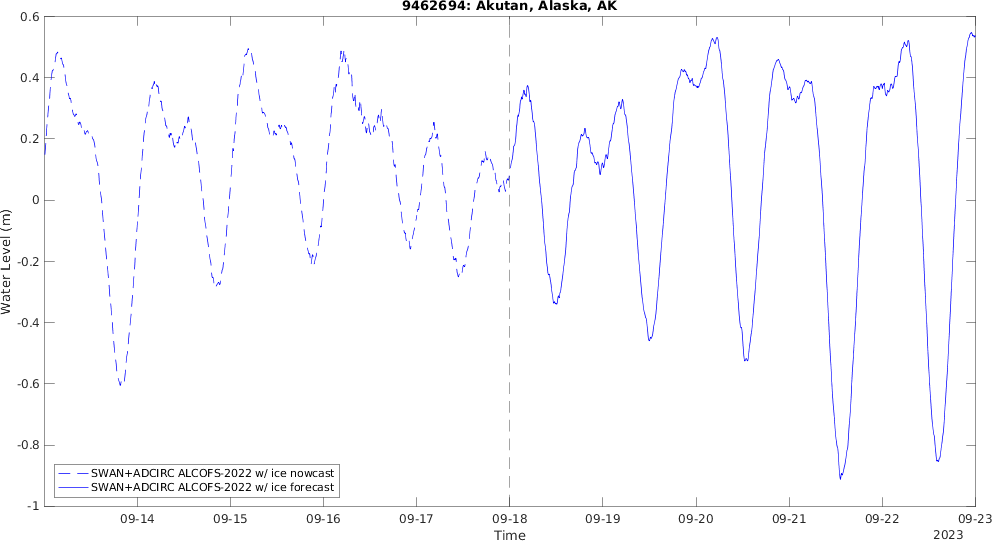 9462694: Akutan, Alaska, AK
Water Level (m)
0.6
0.4
0.2
0
-0.2
-0.4
-0.6
-0.8
-1
SWAN+ADCIRC ALCOFS-2022 w/ ice nowcast
SWAN+ADCIRC ALCOFS-2022 w/ ice forecast
09-14 09-15 09-16 09-17 09-18 09-19 09-20 09-21 09-22 09-23
Time
2023